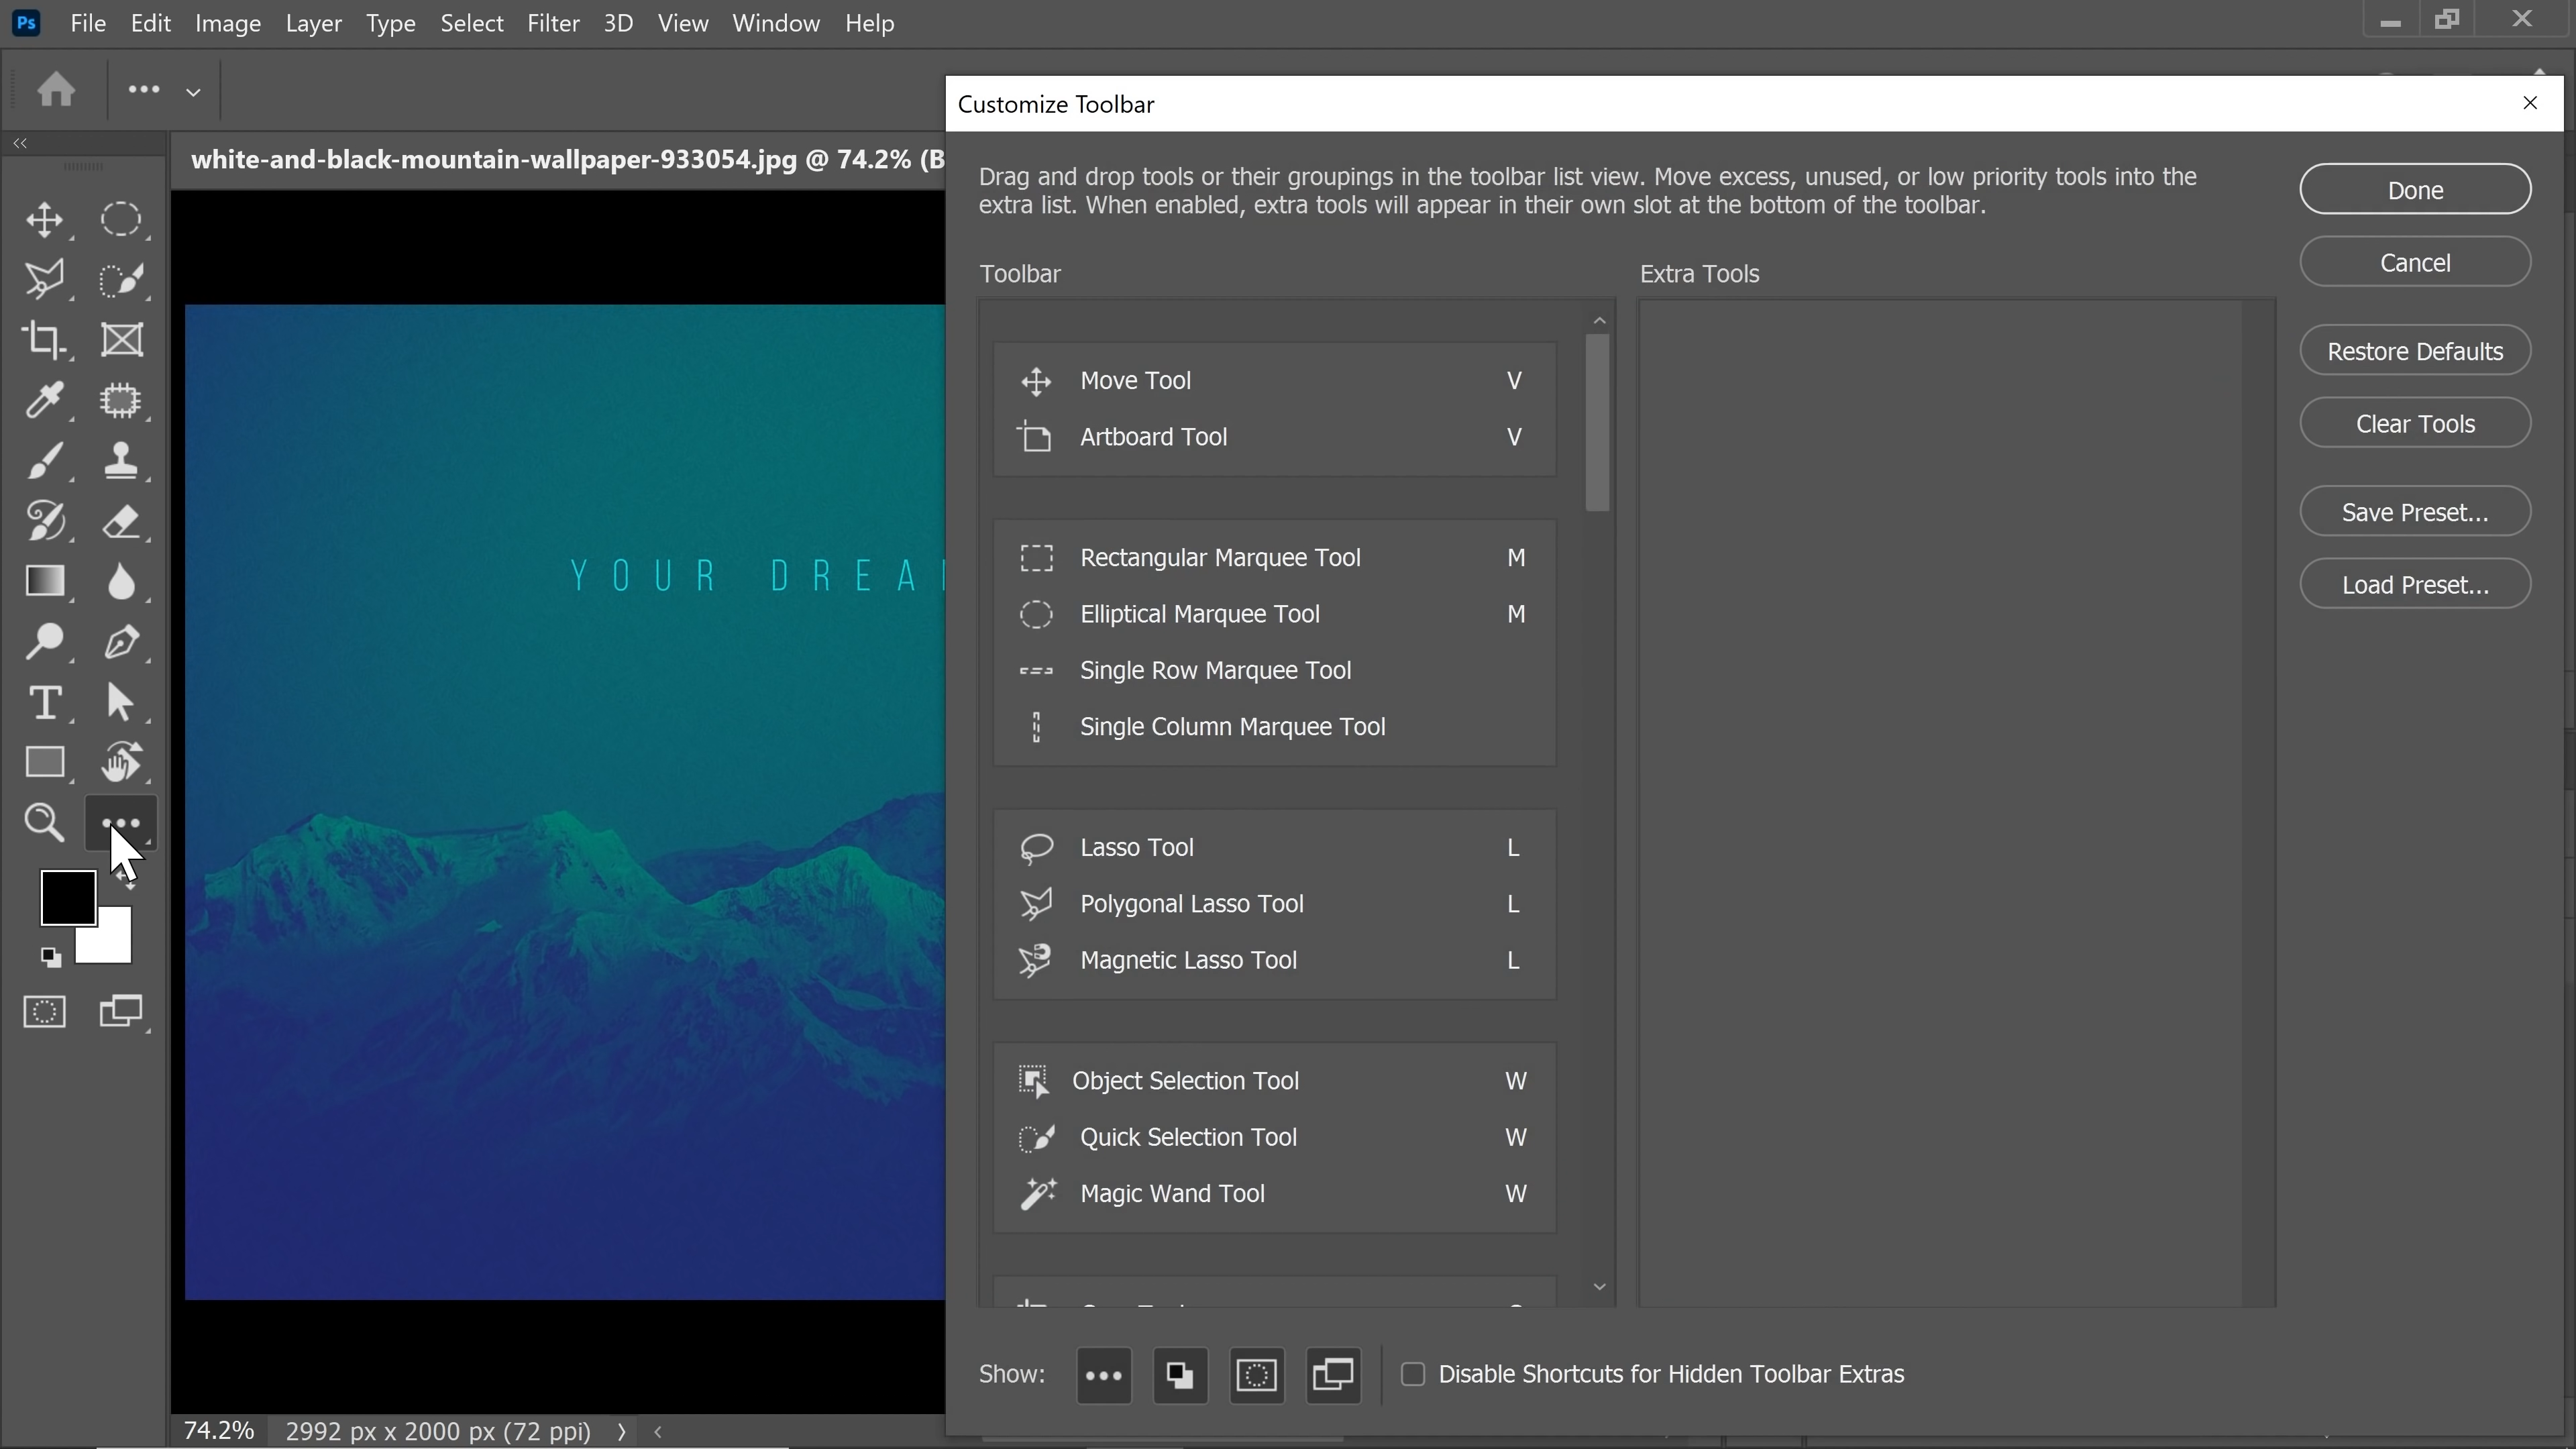 Ps File Edit Image Layer Type Select Filter 3D View Window Help
Customize Toolbar
white-and-black-mountain-wallpaper-933054.jpg @ 74.2% (B
Drag and drop tools or their groupings in the toolbar list view. Move excess, unused, or low priority tools into the
extra list. When enabled, extra tools will appear in their own slot at the bottom of the toolbar.
Done
Cancel
Restore Defaults
Clear Tools
Save Preset...
Load Preset...
Toolbar
Extra Tools
Move Tool V
Artboard Tool V
Rectangular Marquee Tool M
Elliptical Marquee Tool M
Single Row Marquee Tool
Single Column Marquee Tool
Lasso Tool L
Polygonal Lasso Tool L
Magnetic Lasso Tool L
Object Selection Tool W
Quick Selection Tool W
Magic Wand Tool W
YOUR DREA
Show:
Disable Shortcuts for Hidden Toolbar Extras
74.2% 2992 px x 2000 px (72 ppi)